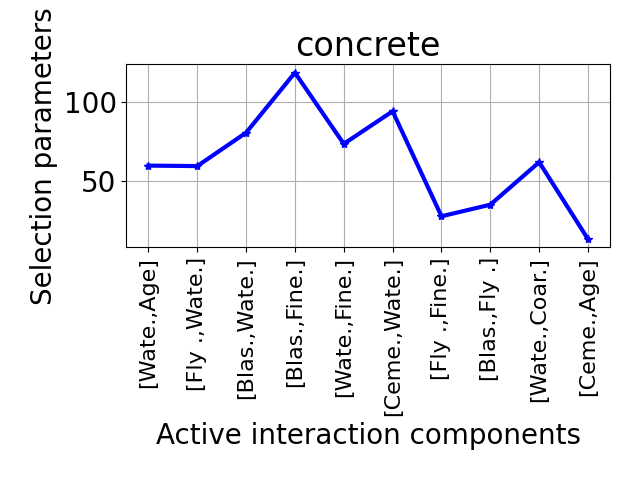 concrete
Selection parameters
100
50
[Wate.,Age]
[Fly .,Wate.]
[Blas.,Wate.]
[Blas.,Fine.]
[Wate.,Fine.]
[Ceme.,Wate.]
[Fly .,Fine.]
[Blas.,Fly .]
[Wate.,Coar.]
[Ceme.,Age]
Active interaction components